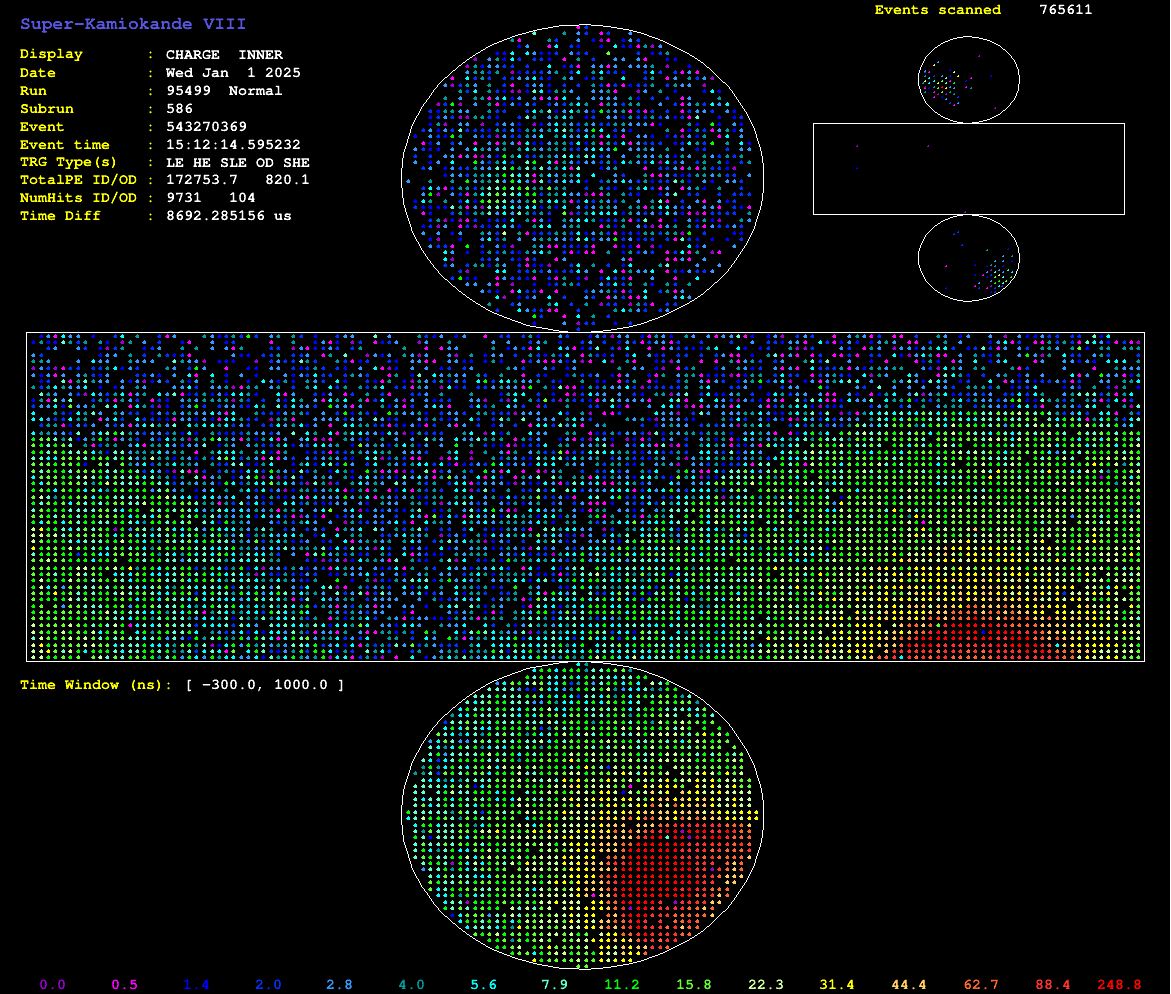 Super-Kamiokande VIII
Events scanned 765611
Display : CHARGE INNER
Date : Wed Jan 1 2025
Run : 95499 Normal
Subrun : 586
Event : 543270369
Event time : 15:12:14.595232
TRG Type(s) : LE HE SLE OD SHE
TotalPE ID/OD : 172753.7 820.1
NumHits ID/OD : 9731 104
Time Diff : 8692.285156 us
Time Window (ns): [ −300.0, 1000.0 ]
0.0 0.5 1.4 2.0 2.8 4.0 5.6 7.9 11.2 15.8 22.3 31.4 44.4 62.7 88.4 248.8